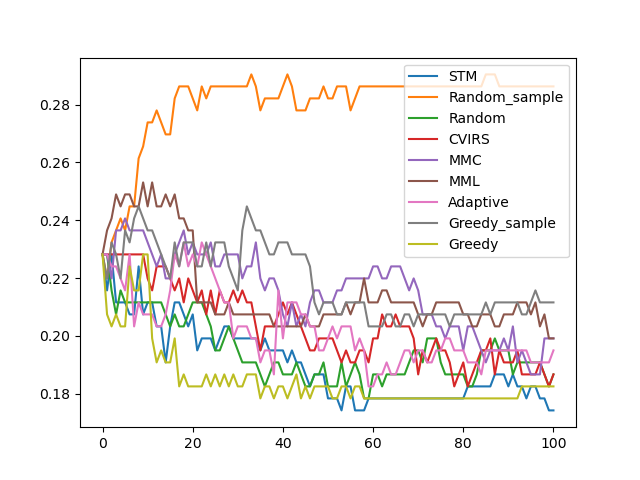 0.28
0.26
0.24
0.22
0.20
0.18
0
20
40
60
80
100
STM
Random_sample
Random
CVIRS
MMC
MML
Adaptive
Greedy_sample
Greedy